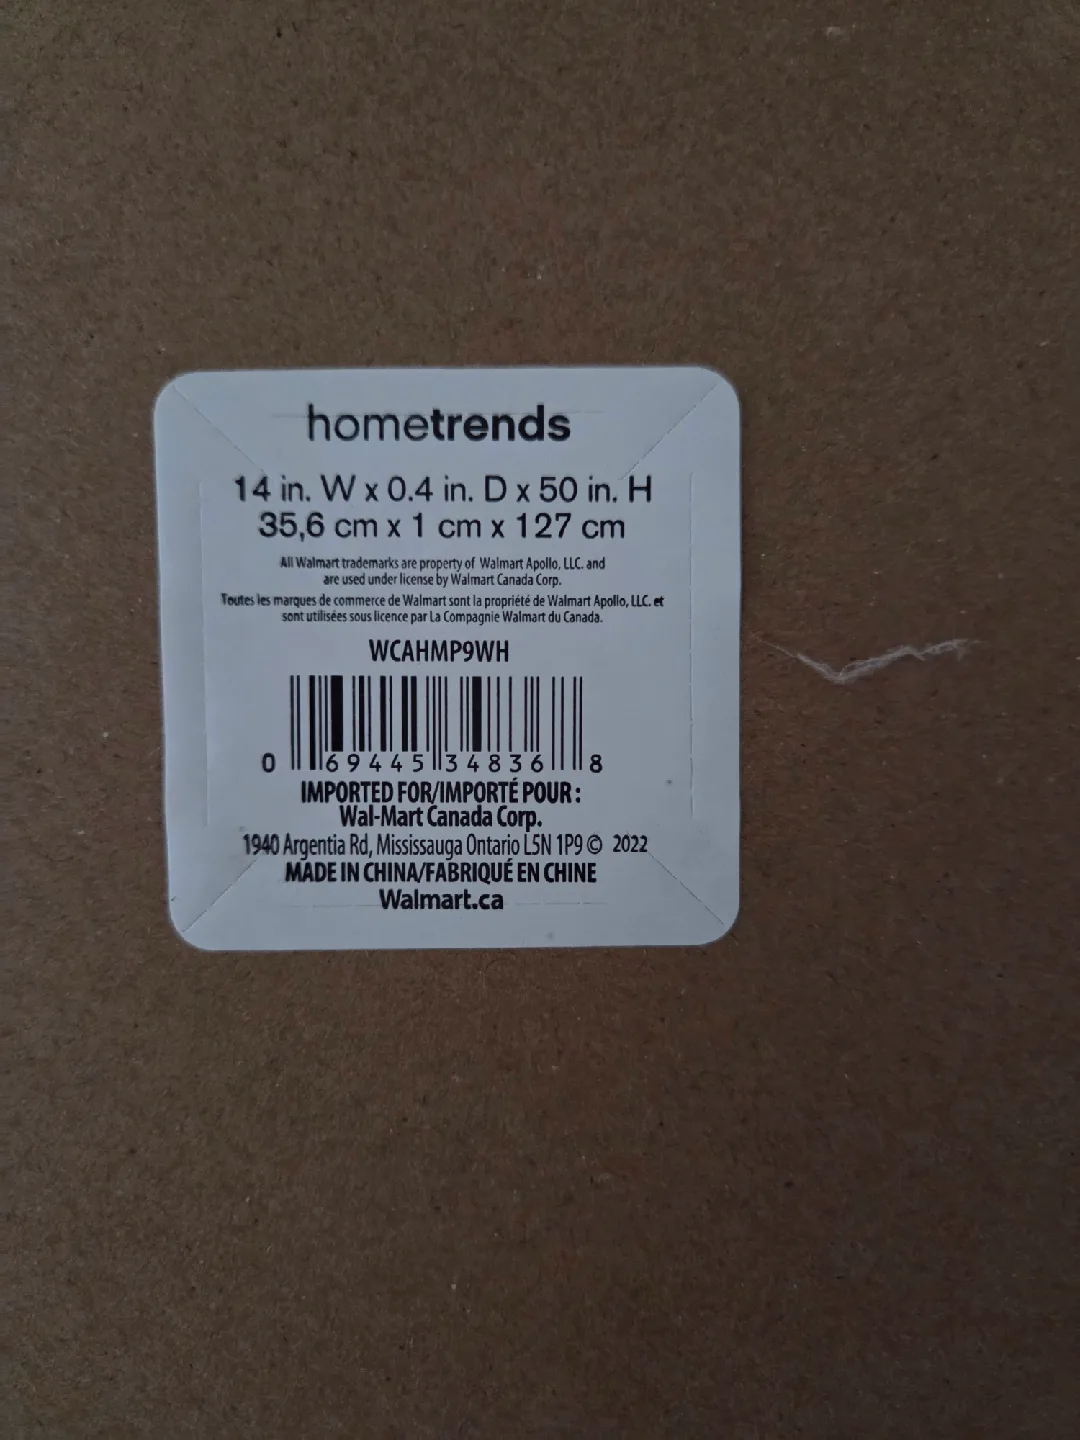 hometrends
14 in. W x 0.4 in. D x 50 in. H
35,6 cm x 1 cm x 127 cm
All Walmart trademarks are property of Walmart Apollo, LLC. and
are used under license by Walmart Canada Corp.
Toutes les marques de commerce de Walmart sont la propriété de Walmart Apollo, LLC. et
sont utilisées sous licence par La Compagnie Walmart du Canada.
WCAHMP9WH
0 69445 34836 8
IMPORTED FOR/IMPORTÉ POUR :
Wal-Mart Canada Corp.
1940 Argentia Rd, Mississauga Ontario L5N 1P9 © 2022
MADE IN CHINA/FABRIQUÉ EN CHINE
Walmart.ca